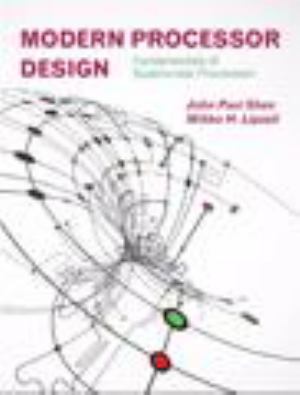 MODERN PROCESSOR
DESIGN
Fundamentals of
Superscalar Processors
John Paul Shen
Mikko H. Lipasti